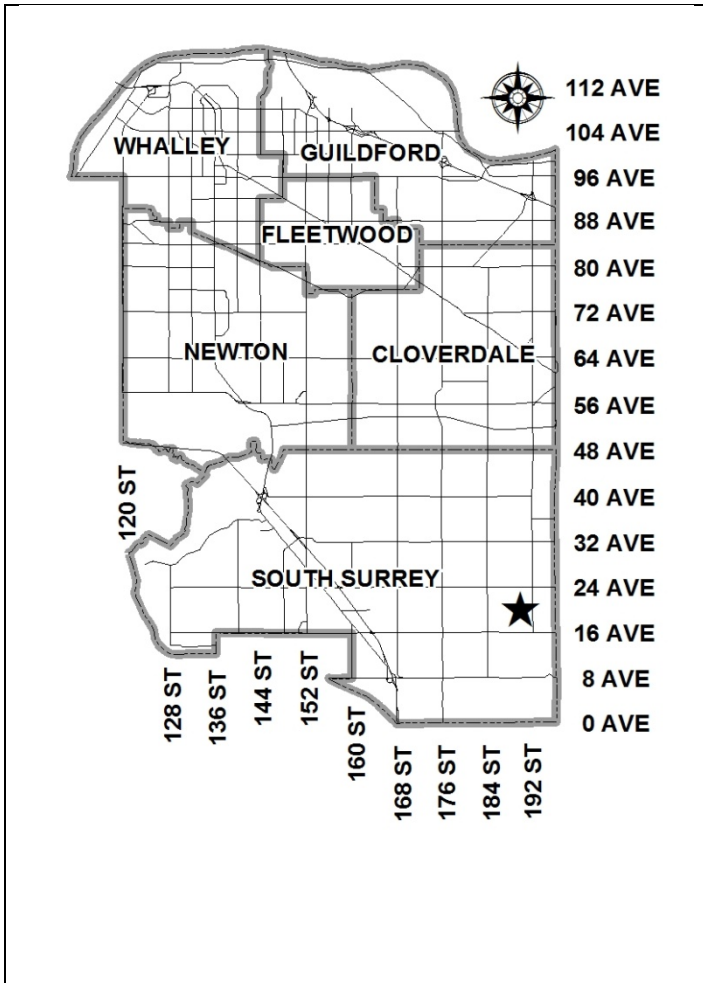 112 AVE
104 AVE
WHALLEY
GUILDFORD
96 AVE
88 AVE
FLEETWOOD
80 AVE
72 AVE
NEWTON
CLOVERDALE
64 AVE
56 AVE
48 AVE
40 AVE
120 ST
32 AVE
SOUTH SURREY
24 AVE
16 AVE
8 AVE
0 AVE
128 ST
136 ST
144 ST
152 ST
160 ST
168 ST
176 ST
184 ST
192 ST